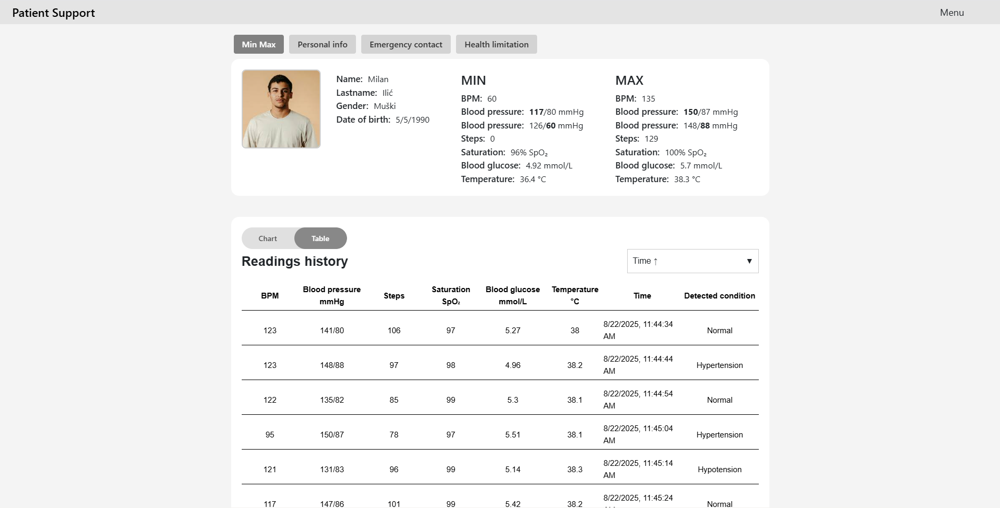 Patient Support
Menu
Min Max
Personal info
Emergency contact
Health limitation
Name: Milan
Lastname: Ilić
Gender: Muški
Date of birth: 5/5/1990
MIN
BPM: 60
Blood pressure: 117/80 mmHg
Blood pressure: 126/60 mmHg
Steps: 0
Saturation: 96% SpO₂
Blood glucose: 4.92 mmol/L
Temperature: 36.4 °C
MAX
BPM: 135
Blood pressure: 150/87 mmHg
Blood pressure: 148/88 mmHg
Steps: 129
Saturation: 100% SpO₂
Blood glucose: 5.7 mmol/L
Temperature: 38.3 °C
Chart
Table
Readings history
Time ↑ ▼
BPM
Blood pressure
mmHg
Steps
Saturation
SpO₂
Blood glucose
mmol/L
Temperature
°C
Time
Detected condition
123 141/80 106 97 5.27 38 8/22/2025, 11:44:34
AM
Normal
123 148/88 97 98 4.96 38.2 8/22/2025, 11:44:44
AM
Hypertension
122 135/82 85 99 5.3 38.1 8/22/2025, 11:44:54
AM
Normal
95 150/87 78 97 5.51 38.1 8/22/2025, 11:45:04
AM
Hypertension
121 131/83 96 99 5.14 38.3 8/22/2025, 11:45:14
AM
Hypotension
117 147/86 101 99 5.42 38.2 8/22/2025, 11:45:24
Normal